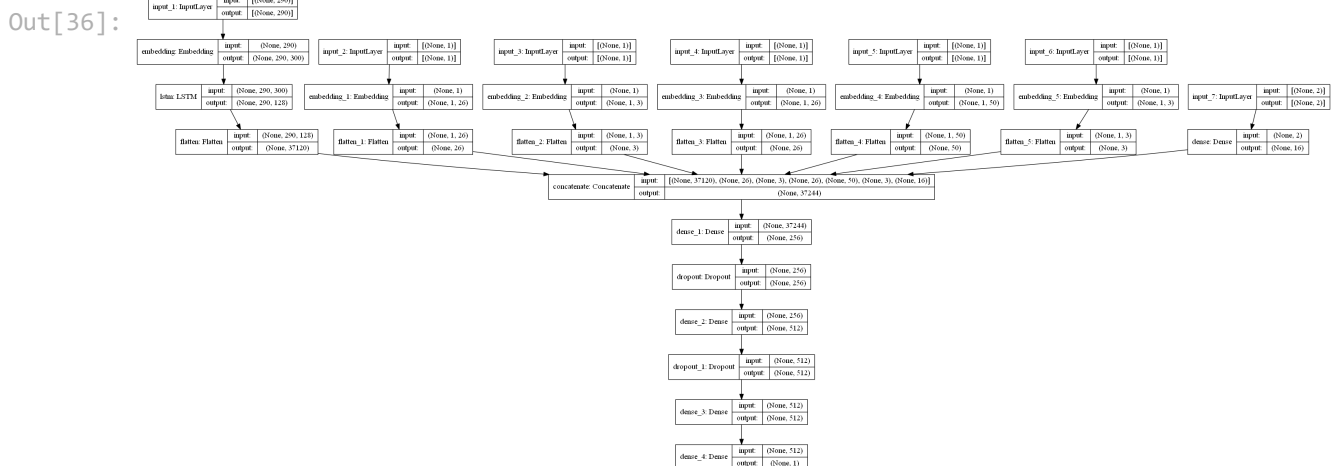 Out[36]:
input_1: InputLayer input: [(None, 290)]
output: [(None, 290)]
embedding: Embedding input: (None, 290)
output: (None, 290, 300)
input_2: InputLayer input: [(None, 1)]
output: [(None, 1)]
input_3: InputLayer input: [(None, 1)]
output: [(None, 1)]
input_4: InputLayer input: [(None, 1)]
output: [(None, 1)]
input_5: InputLayer input: [(None, 1)]
output: [(None, 1)]
input_6: InputLayer input: [(None, 1)]
output: [(None, 1)]
lstm: LSTM input: (None, 290, 300)
output: (None, 290, 128)
embedding_1: Embedding input: (None, 1)
output: (None, 1, 26)
embedding_2: Embedding input: (None, 1)
output: (None, 1, 3)
embedding_3: Embedding input: (None, 1)
output: (None, 1, 26)
embedding_4: Embedding input: (None, 1)
output: (None, 1, 50)
embedding_5: Embedding input: (None, 1)
output: (None, 1, 3)
input_7: InputLayer input: [(None, 2)]
output: [(None, 2)]
flatten: Flatten input: (None, 290, 128)
output: (None, 37120)
flatten_1: Flatten input: (None, 1, 26)
output: (None, 26)
flatten_2: Flatten input: (None, 1, 3)
output: (None, 3)
flatten_3: Flatten input: (None, 1, 26)
output: (None, 26)
flatten_4: Flatten input: (None, 1, 50)
output: (None, 50)
flatten_5: Flatten input: (None, 1, 3)
output: (None, 3)
dense: Dense input: (None, 2)
output: (None, 16)
concatenate: Concatenate input: [(None, 37120), (None, 26), (None, 3), (None, 26), (None, 50), (None, 3), (None, 16)]
output: (None, 37244)
dense_1: Dense input: (None, 37244)
output: (None, 256)
dropout: Dropout input: (None, 256)
output: (None, 256)
dense_2: Dense input: (None, 256)
output: (None, 512)
dropout_1: Dropout input: (None, 512)
output: (None, 512)
dense_3: Dense input: (None, 512)
output: (None, 512)
dense_4: Dense input: (None, 512)
output: (None, 1)